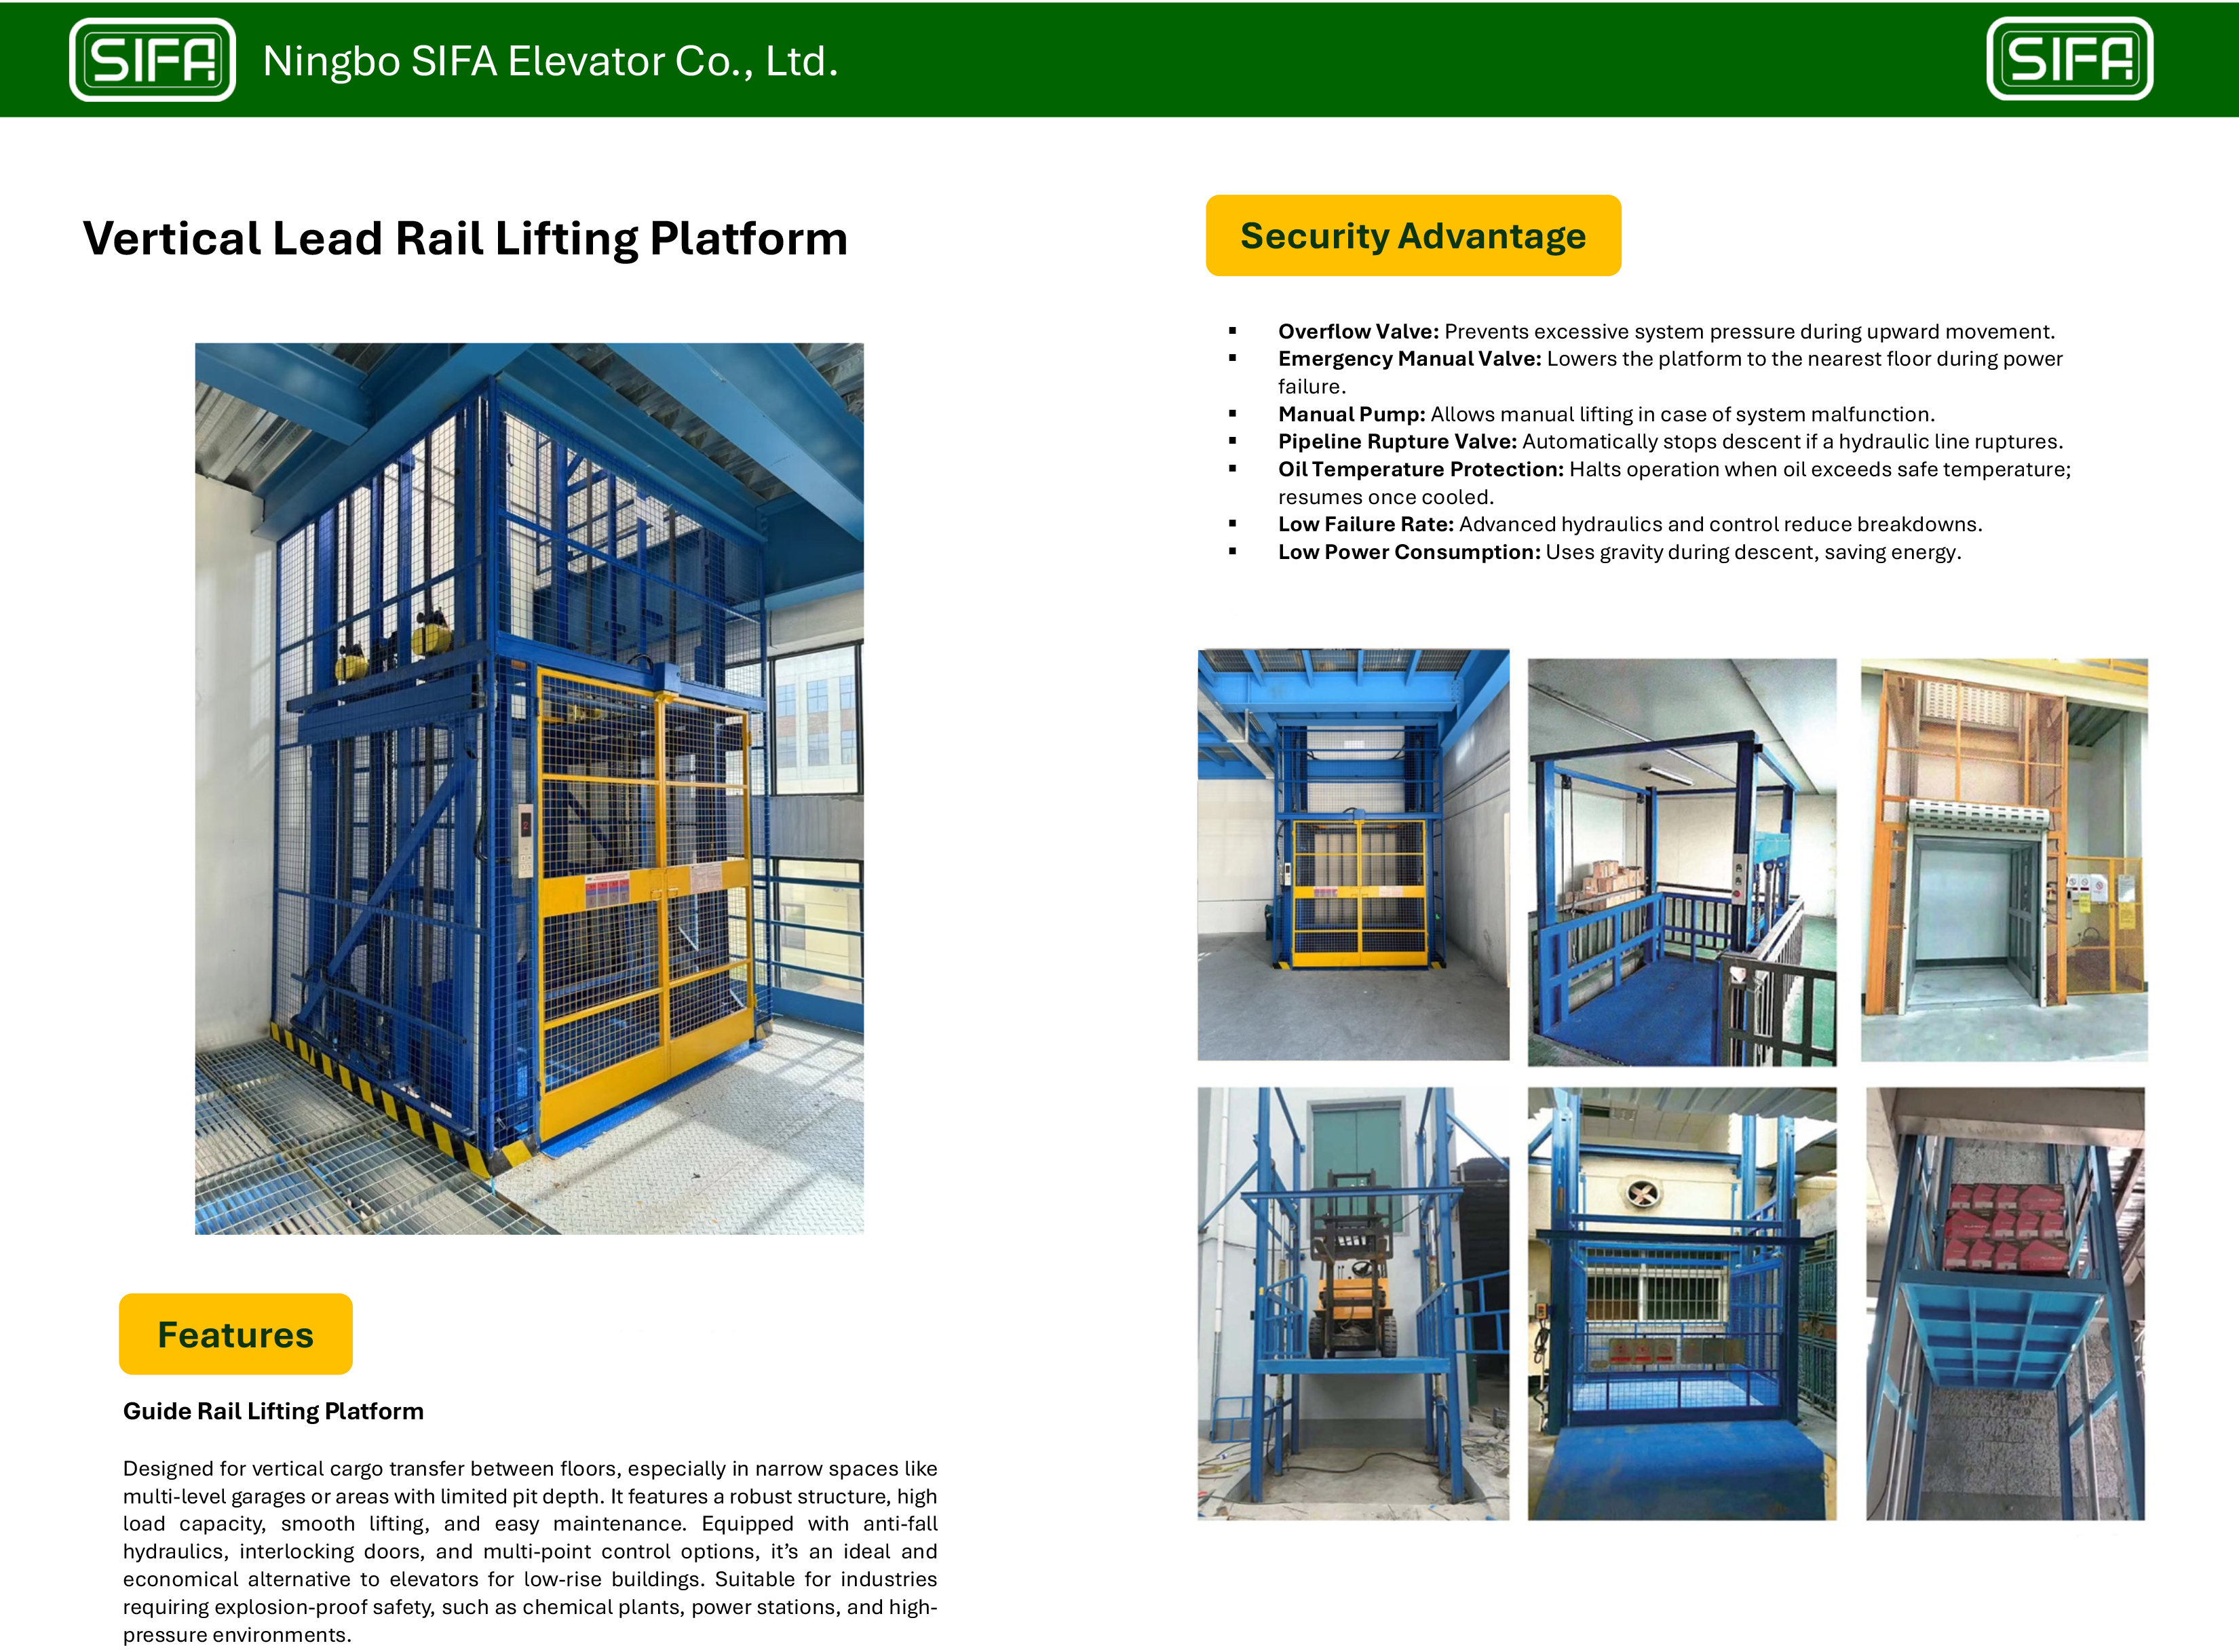 SIFA
Ningbo SIFA Elevator Co., Ltd.
SIFA
Vertical Lead Rail Lifting Platform
Features
Guide Rail Lifting Platform
Designed for vertical cargo transfer between floors, especially in narrow spaces like
multi-level garages or areas with limited pit depth. It features a robust structure, high
load capacity, smooth lifting, and easy maintenance. Equipped with anti-fall
hydraulics, interlocking doors, and multi-point control options, it’s an ideal and
economical alternative to elevators for low-rise buildings. Suitable for industries
requiring explosion-proof safety, such as chemical plants, power stations, and high-
pressure environments.
Security Advantage
▪ Overflow Valve: Prevents excessive system pressure during upward movement.
▪ Emergency Manual Valve: Lowers the platform to the nearest floor during power
failure.
▪ Manual Pump: Allows manual lifting in case of system malfunction.
▪ Pipeline Rupture Valve: Automatically stops descent if a hydraulic line ruptures.
▪ Oil Temperature Protection: Halts operation when oil exceeds safe temperature;
resumes once cooled.
▪ Low Failure Rate: Advanced hydraulics and control reduce breakdowns.
▪ Low Power Consumption: Uses gravity during descent, saving energy.